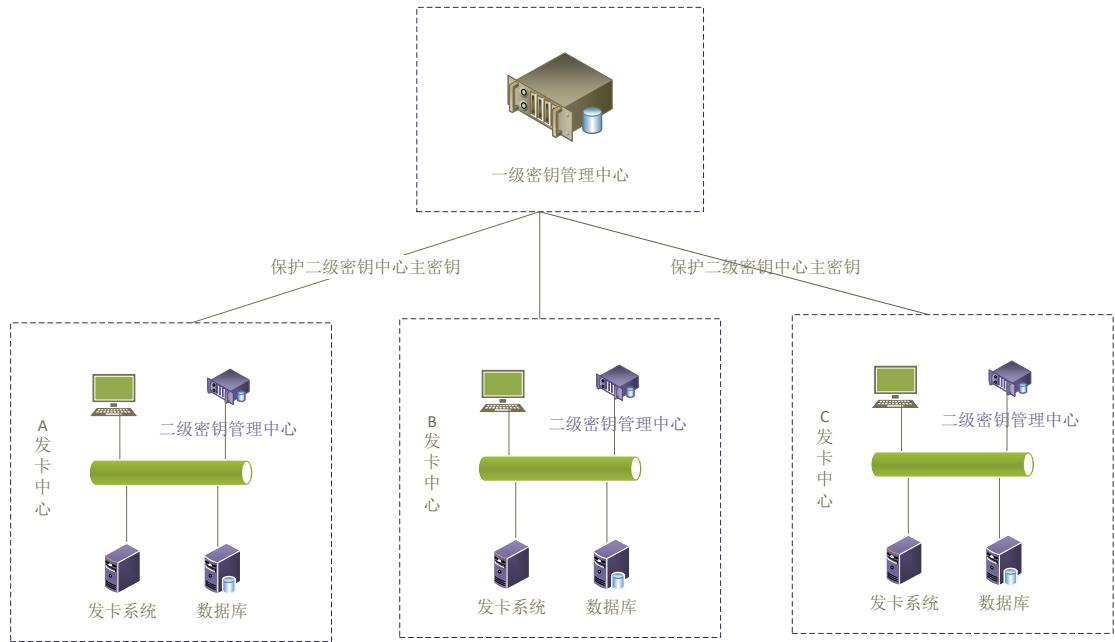 一级密钥管理中心
保护二级密钥中心主密钥
保护二级密钥中心主密钥
A发卡中心
二级密钥管理中心
发卡系统
数据库
B发卡中心
二级密钥管理中心
发卡系统
数据库
C发卡中心
二级密钥管理中心
发卡系统
数据库